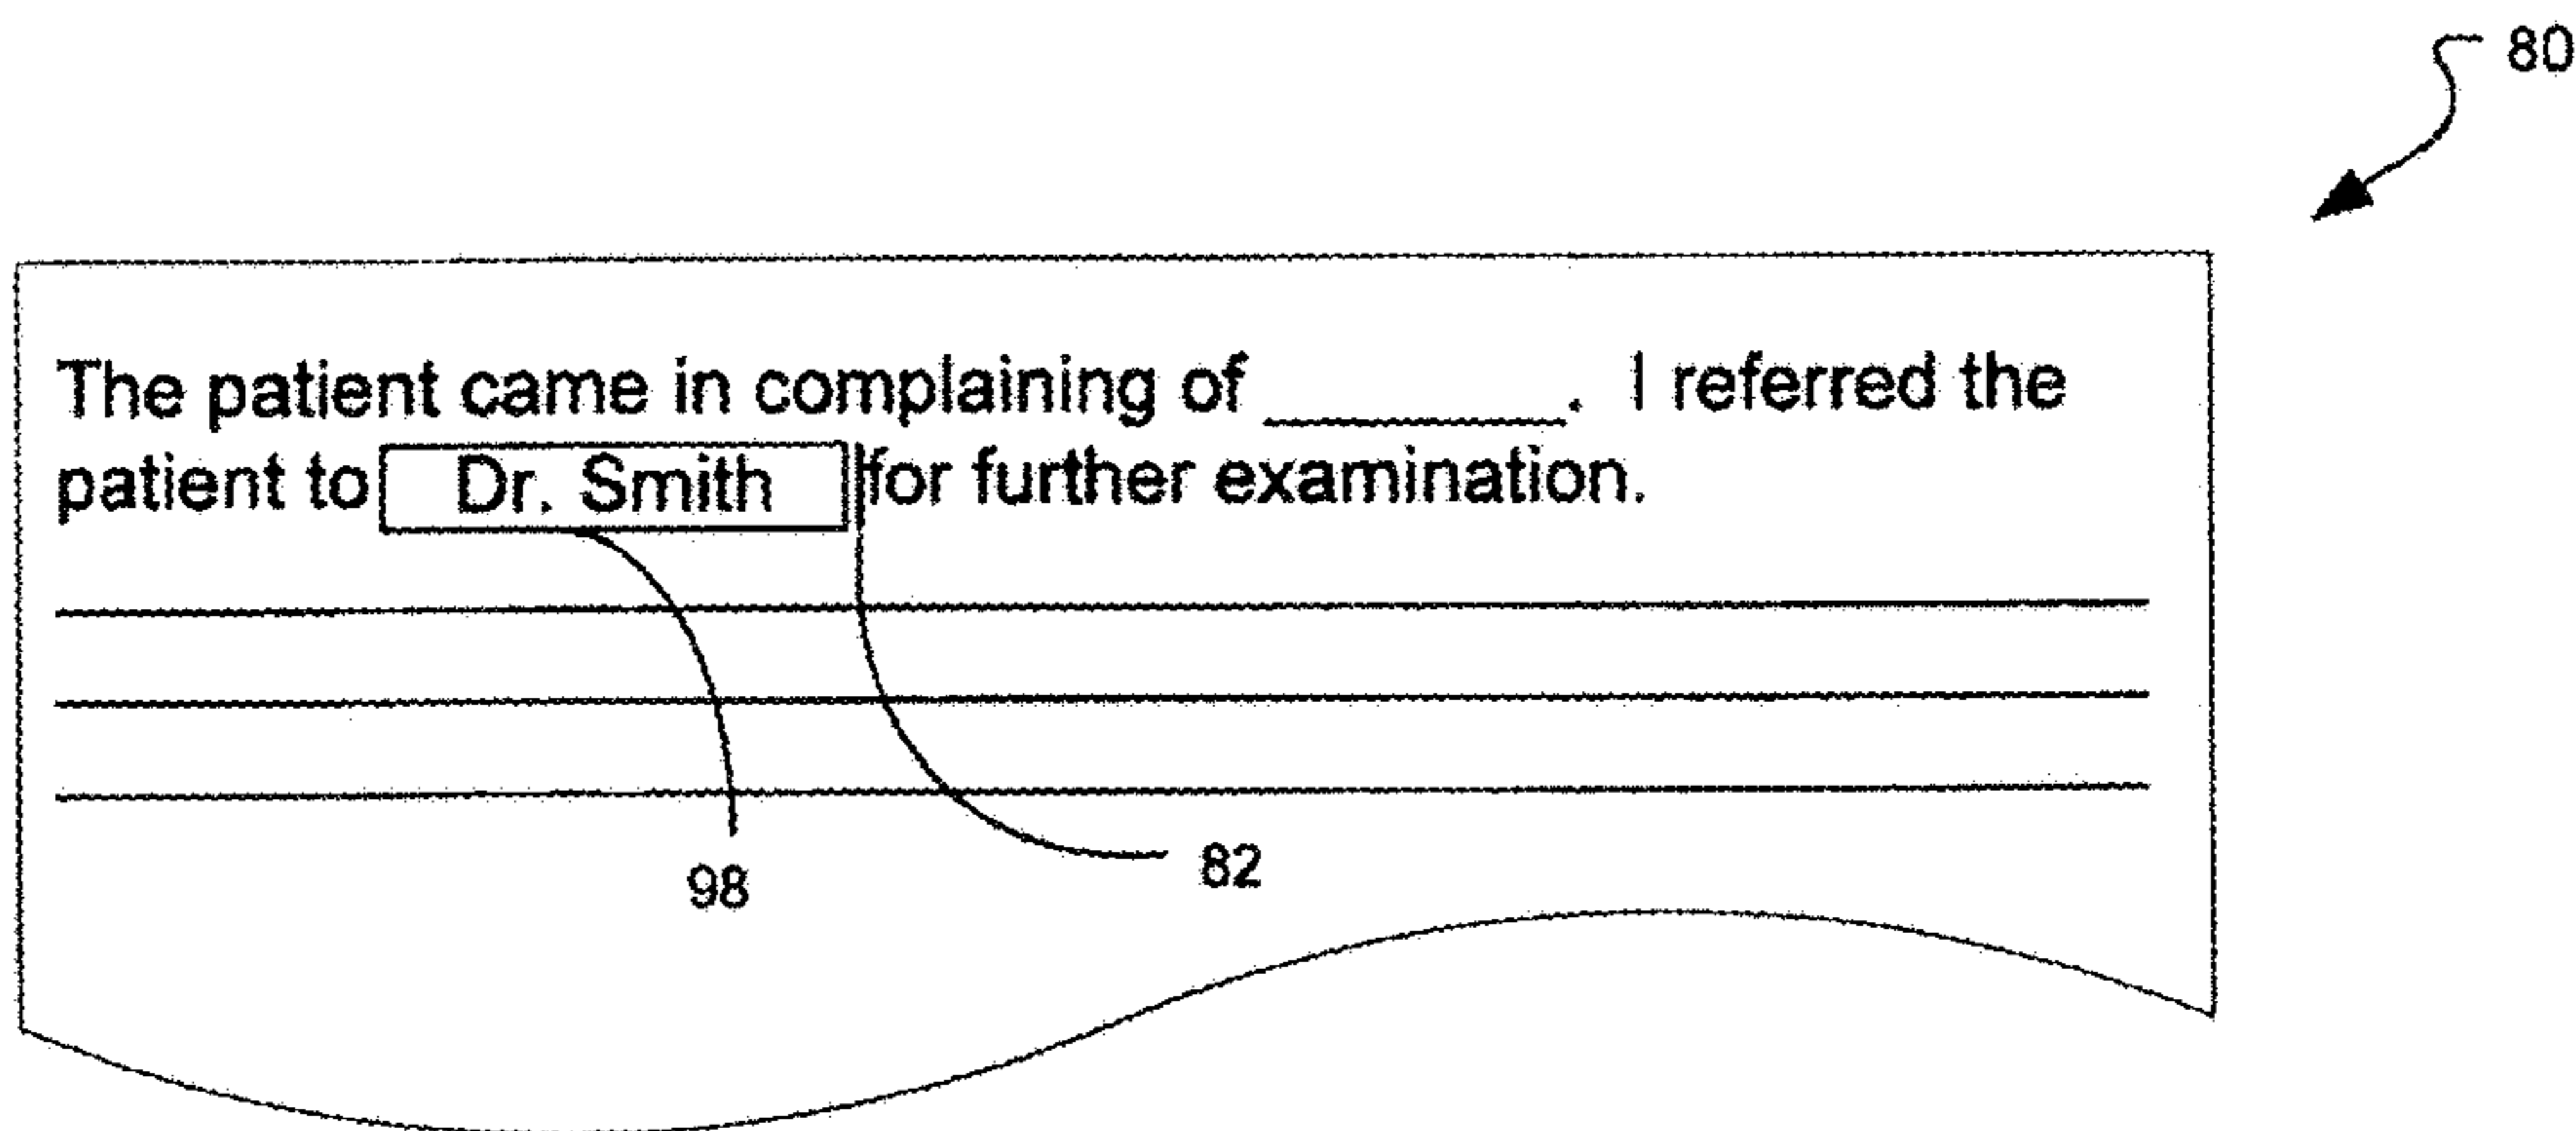 80
The patient came in complaining of ________. I referred the
patient to Dr. Smith for further examination.
98
82